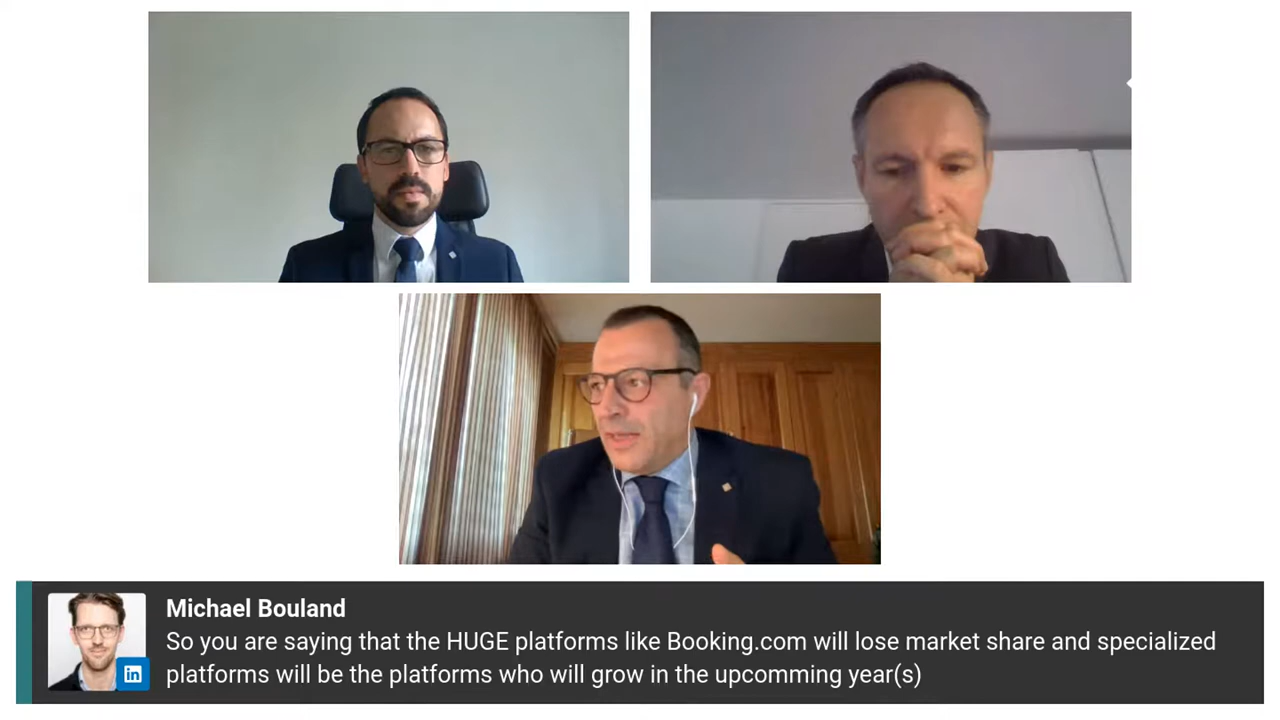 Michael Bouland
So you are saying that the HUGE platforms like Booking.com will lose market share and specialized
platforms will be the platforms who will grow in the upcomming year(s)
in